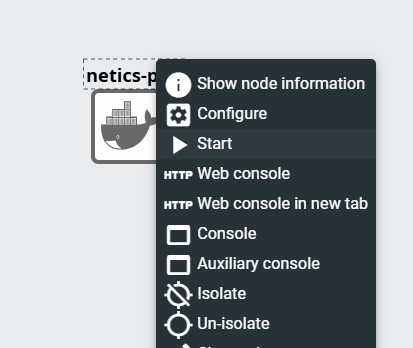 netics-p
Show node information
Configure
Start
HTTP Web console
HTTP Web console in new tab
Console
Auxiliary console
Isolate
Un-isolate